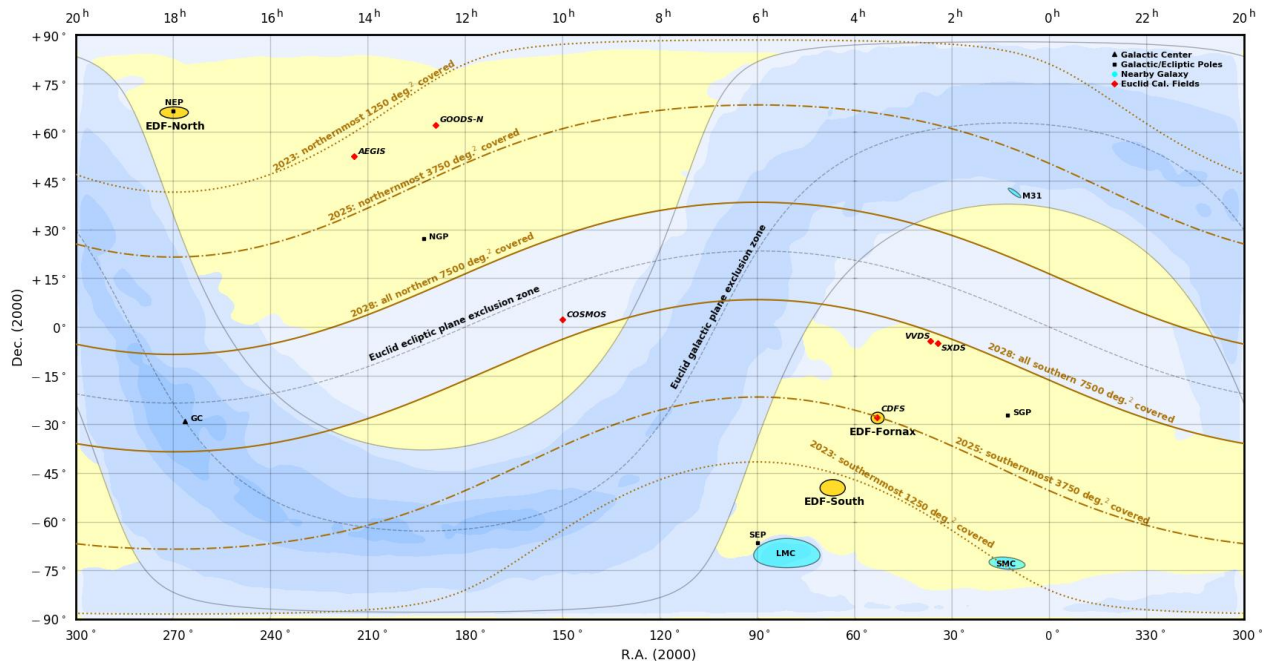 20ʰ 18ʰ 16ʰ 14ʰ 12ʰ 10ʰ 8ʰ 6ʰ 4ʰ 2ʰ 0ʰ 22ʰ 20ʰ
+90°
Galactic Center
Galactic/Ecliptic Poles
Nearby Galaxy
Euclid Cal. Fields
+75°
2023: northernmost 1250 deg.² covered
NEP
EDF-North
GOODS-N
+60°
AEGIS
2025: northernmost 3750 deg.² covered
+45°
M31
+30°
NGP
2028: all northern 7500 deg.² covered
Euclid galactic plane exclusion zone
+15°
Euclid ecliptic plane exclusion zone
COSMOS
0°
VVDS
SXDS
2028: all southern 7500 deg.² covered
Dec. (2000)
−15°
GC
CDFS
SGP
−30°
EDF-Fornax
2025: southernmost 3750 deg.² covered
−45°
2023: southernmost 1250 deg.² covered
EDF-South
−60°
SEP
LMC
SMC
−75°
−90°
300° 270° 240° 210° 180° 150° 120° 90° 60° 30° 0° 330° 300°
R.A. (2000)